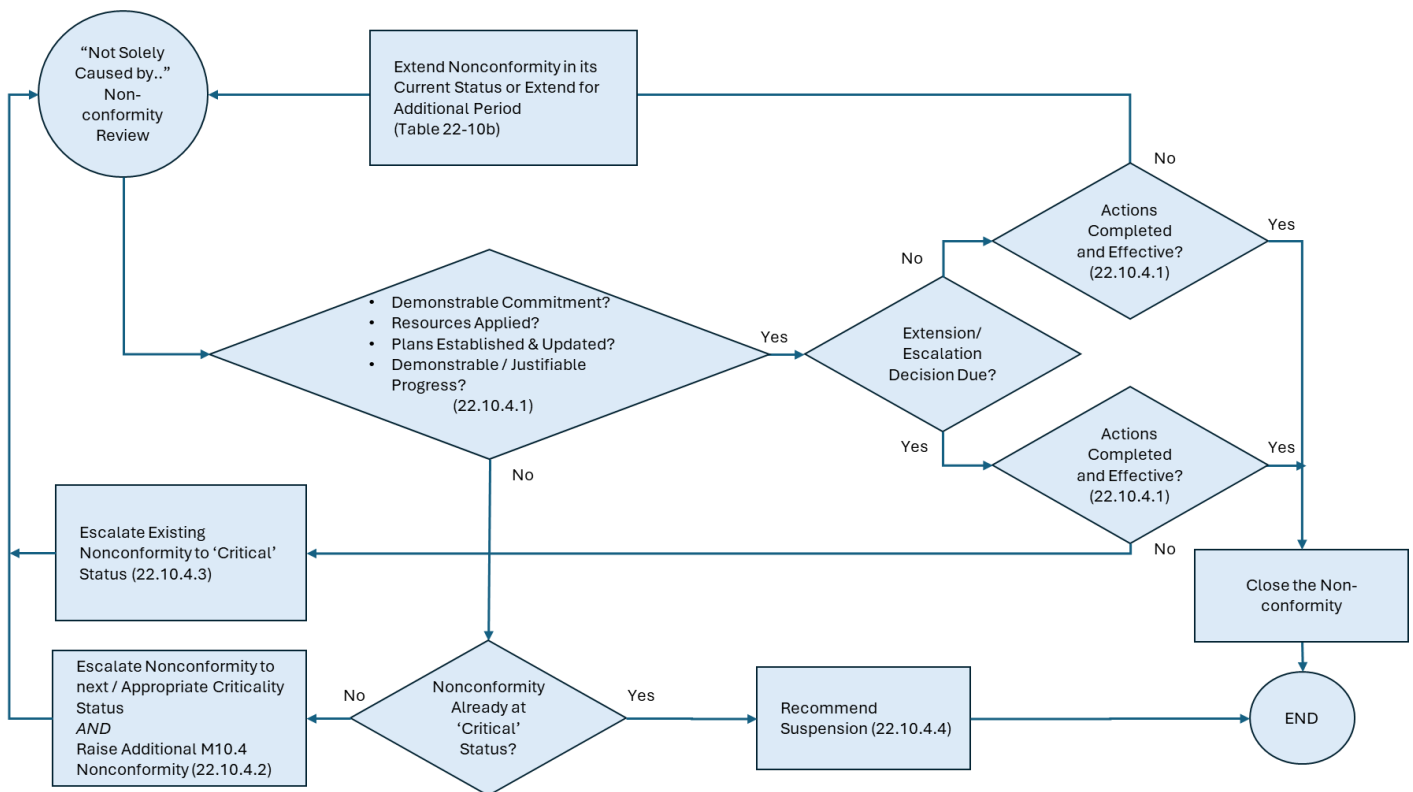 “Not Solely
Caused by..”
Non-
conformity
Review
Extend Nonconformity in its
Current Status or Extend for
Additional Period
(Table 22-10b)
No
Actions
Completed
and Effective?
(22.10.4.1)
Yes
No
• Demonstrable Commitment?
• Resources Applied?
• Plans Established & Updated?
• Demonstrable / Justifiable
Progress?
(22.10.4.1)
Yes
Extension/
Escalation
Decision Due?
Yes
Actions
Completed
and Effective?
(22.10.4.1)
Yes
No
No
Escalate Existing
Nonconformity to ‘Critical’
Status (22.10.4.3)
Close the Non-
conformity
Escalate Nonconformity to
next / Appropriate Criticality
Status
AND
Raise Additional M10.4
Nonconformity (22.10.4.2)
No
Nonconformity
Already at
‘Critical’
Status?
Yes
Recommend
Suspension (22.10.4.4)
END